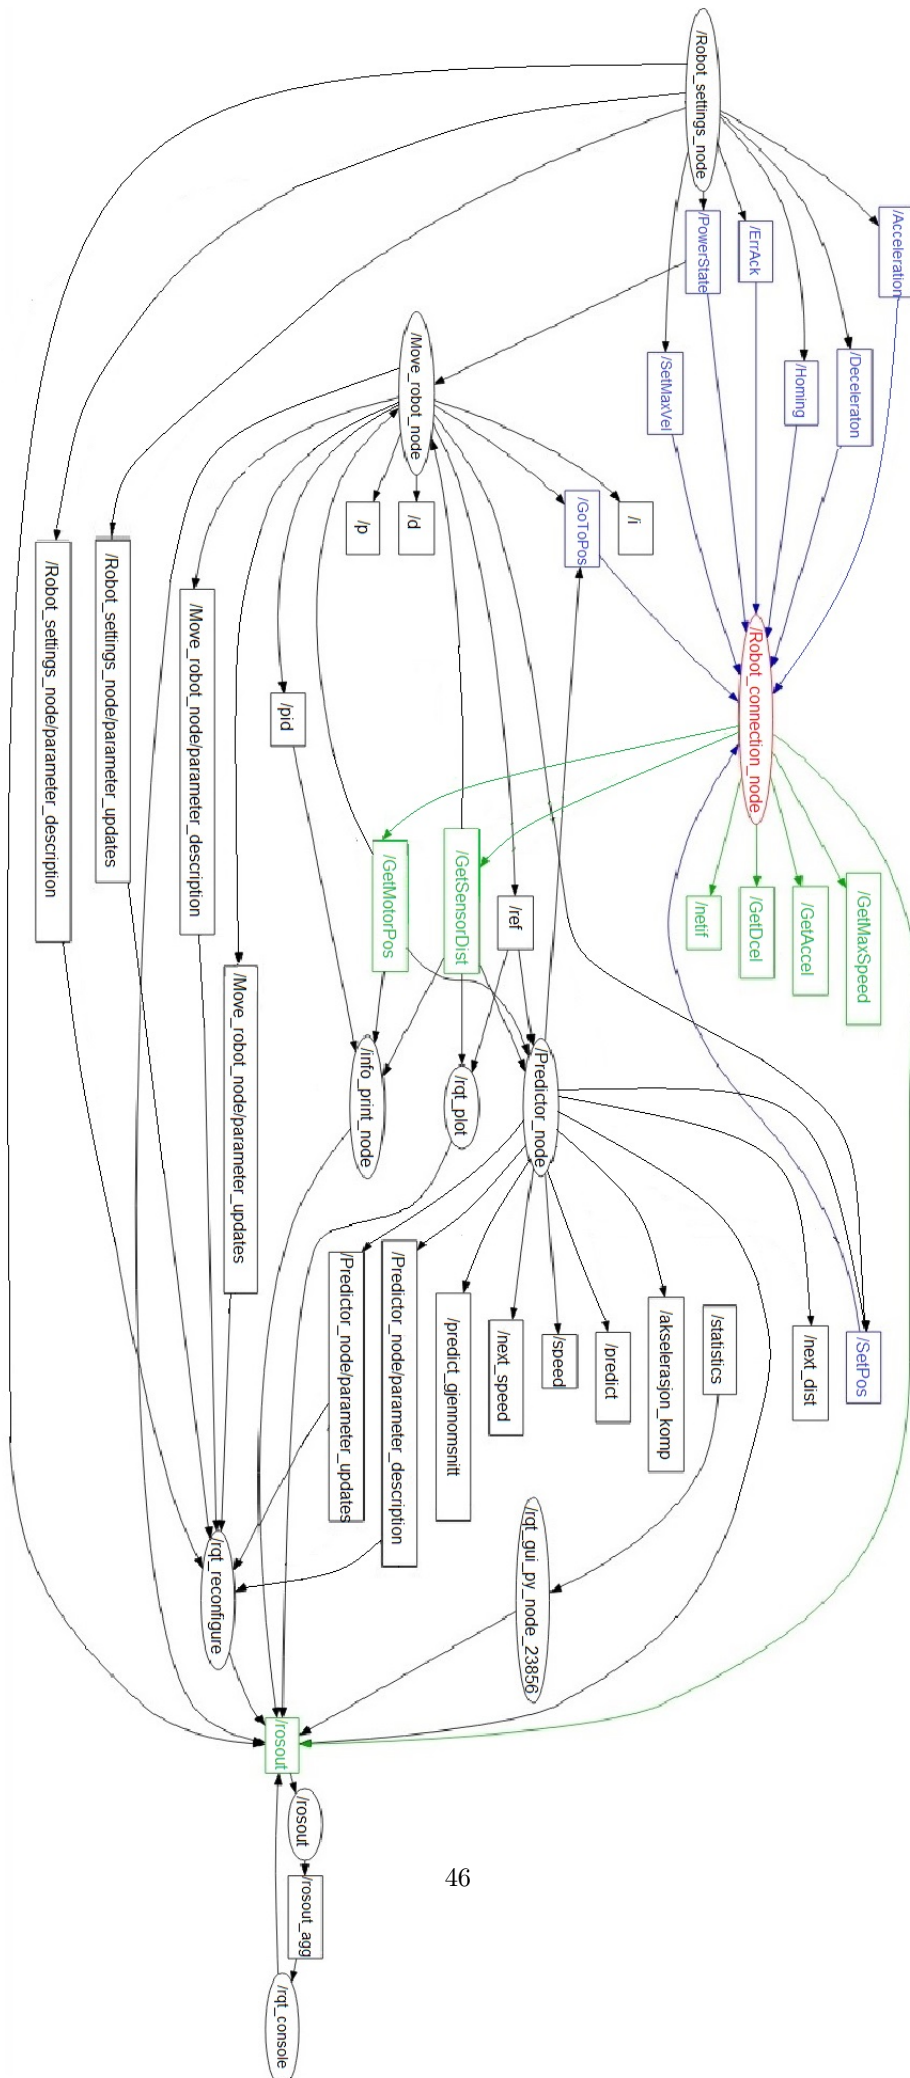 /Robot_settings_node
/Acceleration
/PowerState
/ErrAck
/Move_robot_node
/SetMaxVel
/Homing
/Deceleraton
/p
/d
/GoToPos
/i
/Robot_settings_node/parameter_description
/Robot_settings_node/parameter_updates
/Move_robot_node/parameter_description
/pid
/Robot_connection_node
/GetMotorPos
/GetSensorDist
/ref
/netif
/GetDcel
/GetAccel
/GetMaxSpeed
/Move_robot_node/parameter_updates
/info_print_node
/rqt_plot
/Predictor_node
/Predictor_node/parameter_updates
/Predictor_node/parameter_description
/predict_gjennomsnitt
/next_speed
/speed
/predict
/akselerasjon_komp
/statistics
/next_dist
/SetPos
/rqt_reconfigure
/rqt_gui_py_node_23856
/rosout
/rosout
/rosout_agg
/rqt_console
46